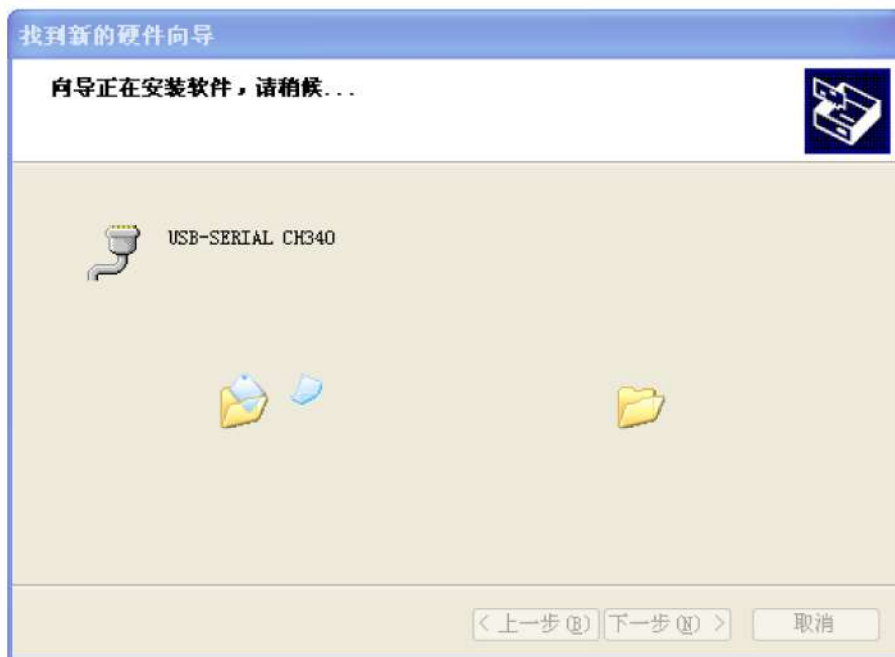 找到新的硬件向导
向导正在安装软件，请稍候...
USB-SERIAL CH340
< 上一步(B) 下一步(N) > 取消